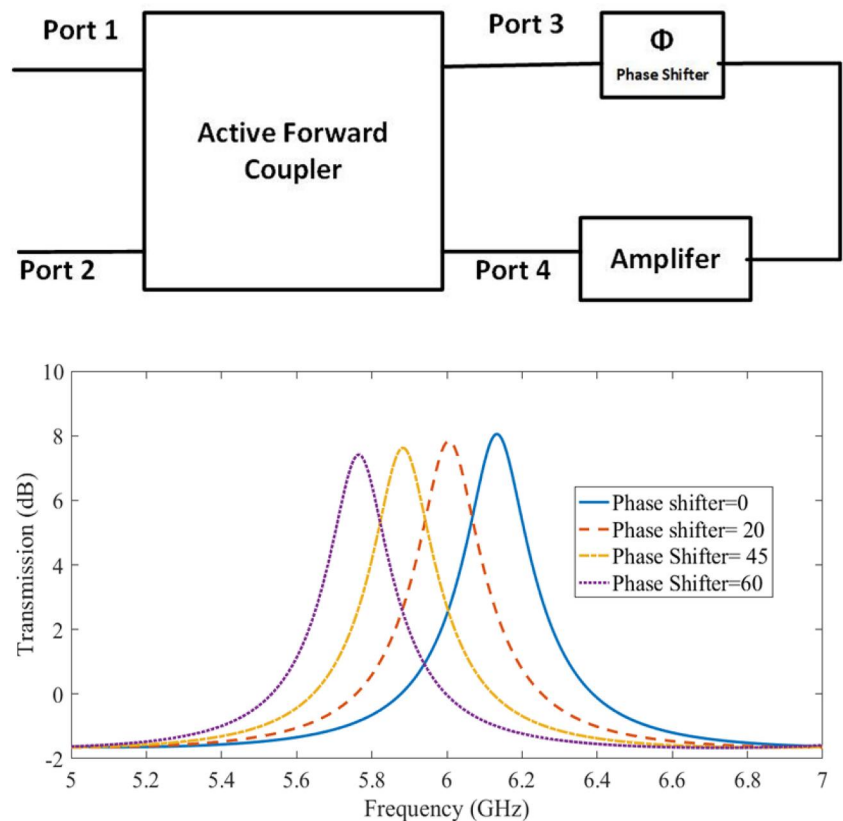 Port 1
Port 3
Φ
Phase Shifter
Active Forward
Coupler
Port 2
Port 4
Amplifer
10
8
6
4
2
0
-2
Transmission (dB)
Phase shifter=0
Phase shifter= 20
Phase Shifter= 45
Phase Shifter=60
5
5.2
5.4
5.6
5.8
6
6.2
6.4
6.6
6.8
7
Frequency (GHz)